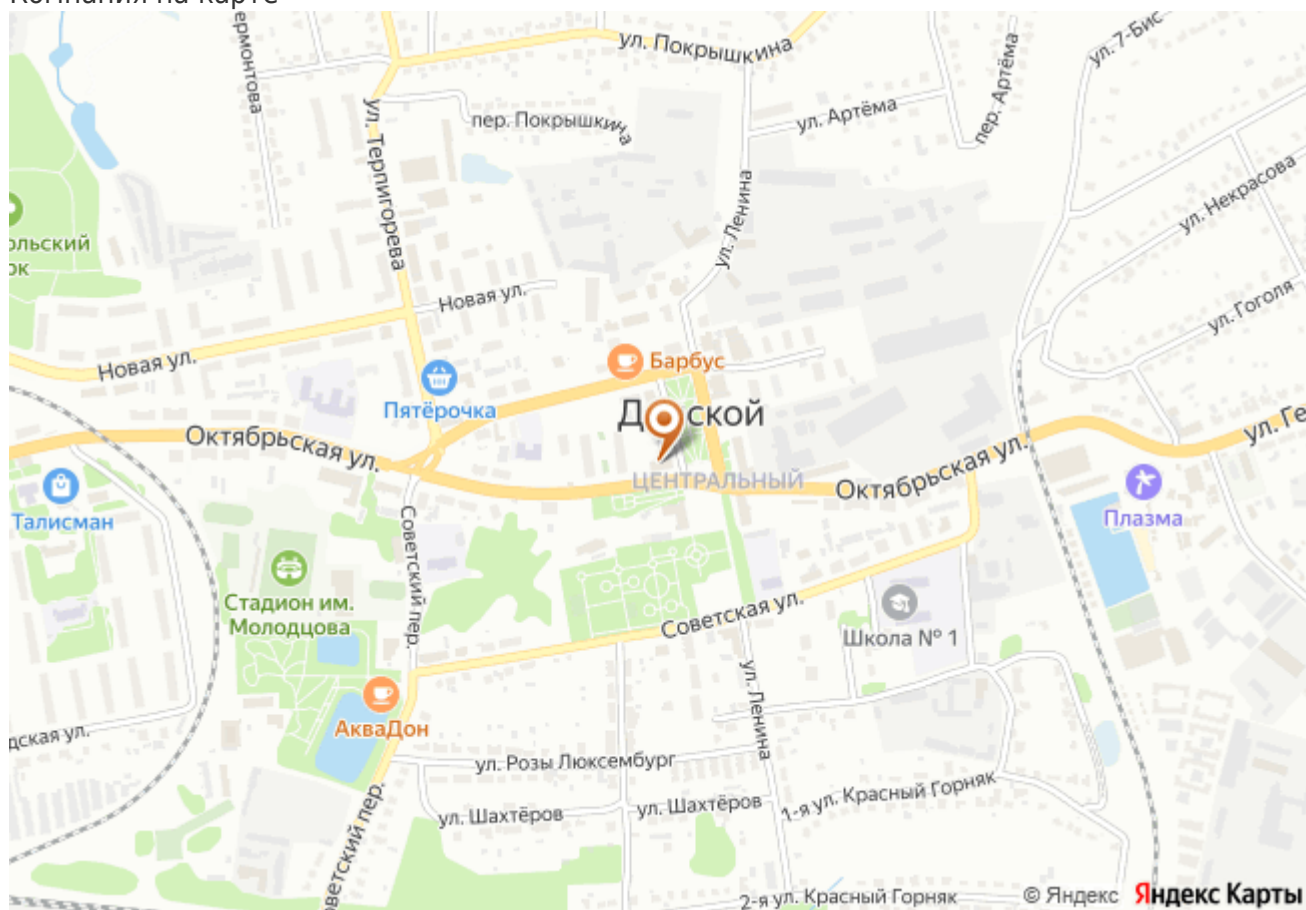 Компания на карте
ермонтова
ул. Покрышкина
ул. 7-Бис
пер. Артёма
ул. Артёма
пер. Покрышкина
ул. Терпигорева
ул. Ленина
ул. Некрасова
ольский
ок
Новая ул.
ул. Гоголя
Новая ул.
Барбус
Пятёрочка
Д ской
ул. Ге
Октябрьская ул.
ЦЕНТРАЛЬНЫЙ
Октябрьская ул.
Талисман
Плазма
Советский пер.
Стадион им.
Молодцова
Советская ул.
Школа № 1
ул. Ленина
АкваДон
дская ул.
ул. Розы Люксембург
ул. Шахтёров
ул. Шахтёров
1-я ул. Красный Горняк
ветский пер.
2-я ул. Красный Горняк
© Яндекс Яндекс Карты